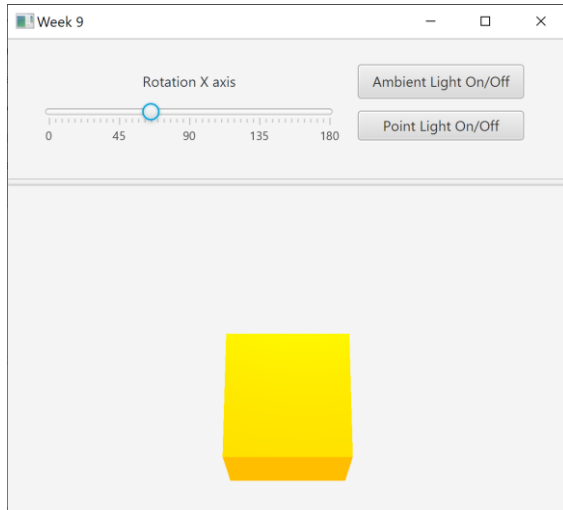 Week 9
Rotation X axis
0 45 90 135 180
Ambient Light On/Off
Point Light On/Off